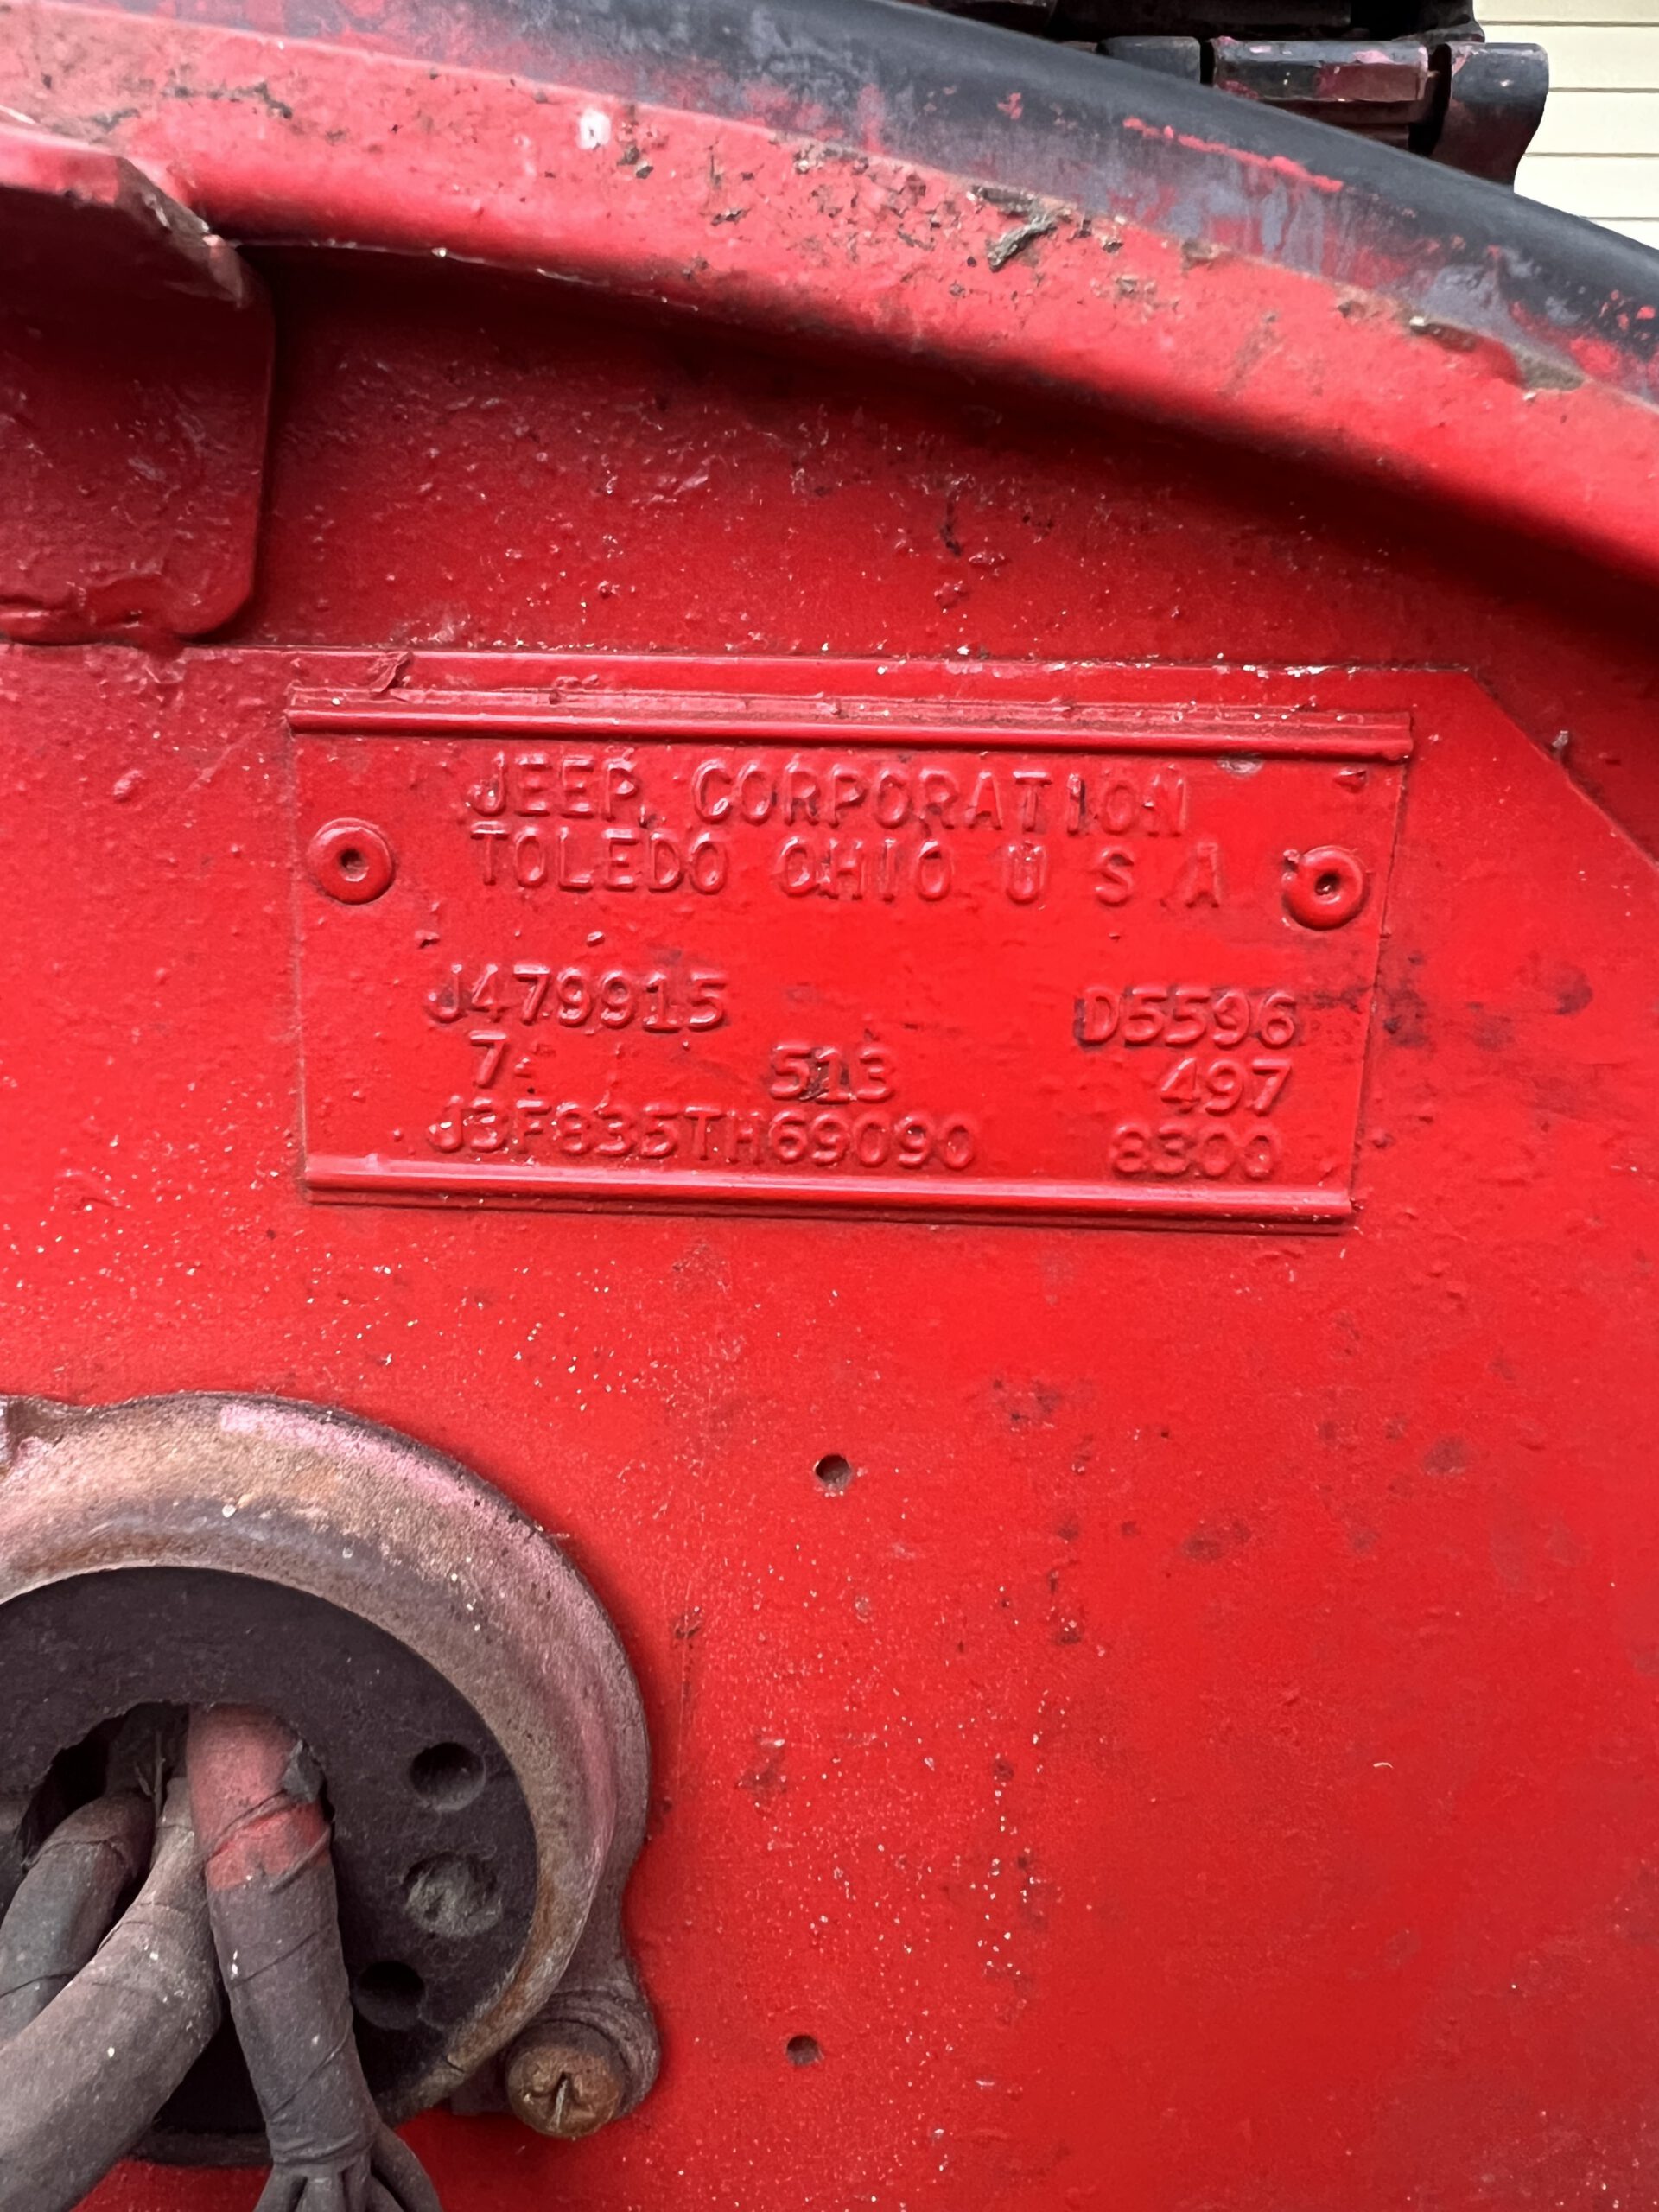 JEEP CORPORATION
TOLEDO OHIO U S A
J479915 D5596
7 513 497
J3F835TH69090 8300